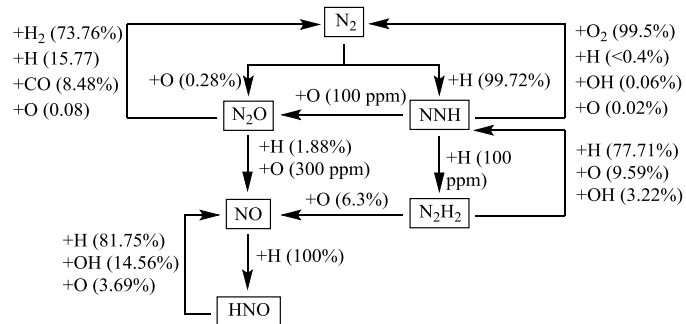 N₂
+H₂ (73.76%)
+H (15.77)
+CO (8.48%)
+O (0.08)
+O₂ (99.5%)
+H (<0.4%)
+OH (0.06%)
+O (0.02%)
+O (0.28%)
+H (99.72%)
N₂O
+O (100 ppm)
NNH
+H (1.88%)
+O (300 ppm)
+H (100
ppm)
+H (77.71%)
+O (9.59%)
+OH (3.22%)
NO
+O (6.3%)
N₂H₂
+H (81.75%)
+OH (14.56%)
+O (3.69%)
+H (100%)
HNO